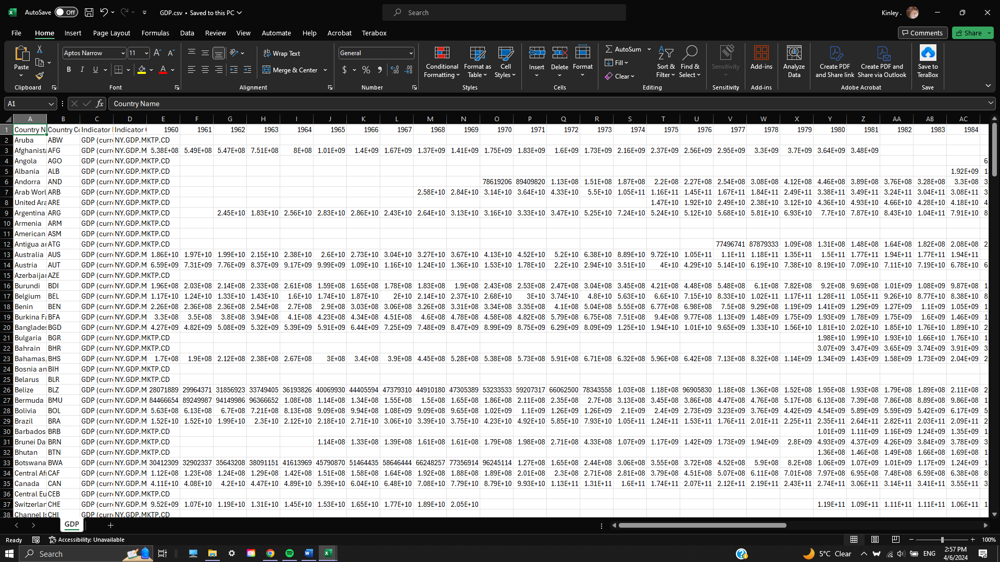 AutoSave Off GDP.csv • Saved to this PC Search Kinley .
File Home Insert Page Layout Formulas Data Review View Automate Help Acrobat Terabox Comments Share
Paste Aptos Narrow 11 Wrap Text Merge & Center General Conditional Formatting Format as Table Cell Styles Insert Delete Format AutoSum Fill Clear Sort & Filter Find & Select Sensitivity Add-ins Analyze Data Create PDF and Share link Create PDF and Share via Outlook Save to TeraBox
Clipboard Font Alignment Number Styles Cells Editing Sensitivity Add-ins Adobe Acrobat Save
A1 fx Country Name
A B C D E F G H I J K L M N O P Q R S T U V W X Y Z AA AB AC
1 Country N Country Co Indicator Indicator 1960 1961 1962 1963 1964 1965 1966 1967 1968 1969 1970 1971 1972 1973 1974 1975 1976 1977 1978 1979 1980 1981 1982 1983 1984
2 Aruba ABW GDP (curr NY.GDP.MKTP.CD
3 Afghanist AFG GDP (curr NY.GDP.M 5.38E+08 5.49E+08 5.47E+08 7.51E+08 8E+08 1.01E+09 1.4E+09 1.67E+09 1.37E+09 1.41E+09 1.75E+09 1.83E+09 1.6E+09 1.73E+09 2.16E+09 2.37E+09 2.56E+09 2.95E+09 3.3E+09 3.7E+09 3.64E+09 3.48E+09
4 Angola AGO GDP (curr NY.GDP.MKTP.CD 6.
5 Albania ALB GDP (curr NY.GDP.MKTP.CD 1.92E+09 1.
6 Andorra AND GDP (curr NY.GDP.MKTP.CD 78619206 89409820 1.13E+08 1.51E+08 1.87E+08 2.2E+08 2.27E+08 2.54E+08 3.08E+08 4.12E+08 4.46E+08 3.89E+08 3.76E+08 3.28E+08 3.3E+08 3.
7 Arab Worl ARB GDP (curr NY.GDP.MKTP.CD 2.58E+10 2.84E+10 3.14E+10 3.64E+10 4.33E+10 5.5E+10 1.05E+11 1.16E+11 1.45E+11 1.67E+11 1.84E+11 2.49E+11 3.38E+11 3.49E+11 3.24E+11 3.04E+11 3.08E+11 3.
8 United Ara ARE GDP (curr NY.GDP.MKTP.CD 1.47E+10 1.92E+10 2.49E+10 2.38E+10 3.12E+10 4.36E+10 4.93E+10 4.66E+10 4.28E+10 4.18E+10 4.
9 Argentina ARG GDP (curr NY.GDP.MKTP.CD 2.45E+10 1.83E+10 2.56E+10 2.83E+10 2.86E+10 2.43E+10 2.64E+10 3.13E+10 3.16E+10 3.33E+10 3.47E+10 5.25E+10 7.24E+10 5.24E+10 5.12E+10 5.68E+10 5.81E+10 6.93E+10 7.7E+10 7.87E+10 8.43E+10 1.04E+11 7.91E+10 8.
10 Armenia ARM GDP (curr NY.GDP.MKTP.CD
11 American ASM GDP (curr NY.GDP.MKTP.CD
12 Antigua ar ATG GDP (curr NY.GDP.MKTP.CD 77496741 87879333 1.09E+08 1.31E+08 1.48E+08 1.64E+08 1.82E+08 2.08E+08 2.
13 Australia AUS GDP (curr NY.GDP.M 1.86E+10 1.97E+10 1.99E+10 2.15E+10 2.38E+10 2.6E+10 2.73E+10 3.04E+10 3.27E+10 3.67E+10 4.13E+10 4.52E+10 5.2E+10 6.38E+10 8.89E+10 9.72E+10 1.05E+11 1.1E+11 1.18E+11 1.35E+11 1.5E+11 1.77E+11 1.94E+11 1.77E+11 1.94E+11
14 Austria AUT GDP (curr NY.GDP.M 6.59E+09 7.31E+09 7.76E+09 8.37E+09 9.17E+09 9.99E+09 1.09E+10 1.16E+10 1.24E+10 1.36E+10 1.53E+10 1.78E+10 2.2E+10 2.94E+10 3.51E+10 4E+10 4.29E+10 5.14E+10 6.19E+10 7.38E+10 8.19E+10 7.09E+10 7.11E+10 7.19E+10 6.78E+10 6.
15 Azerbaijan AZE GDP (curr NY.GDP.MKTP.CD
16 Burundi BDI GDP (curr NY.GDP.M 1.96E+08 2.03E+08 2.14E+08 2.33E+08 2.61E+08 1.59E+08 1.65E+08 1.78E+08 1.83E+08 1.9E+08 2.43E+08 2.53E+08 2.47E+08 3.04E+08 3.45E+08 4.21E+08 4.48E+08 5.48E+08 6.1E+08 7.82E+08 9.2E+08 9.69E+08 1.01E+09 1.08E+09 9.87E+08 1.
17 Belgium BEL GDP (curr NY.GDP.M 1.17E+10 1.24E+10 1.33E+10 1.43E+10 1.6E+10 1.74E+10 1.87E+10 2E+10 2.14E+10 2.37E+10 2.68E+10 3E+10 3.74E+10 4.8E+10 5.63E+10 6.6E+10 7.15E+10 8.33E+10 1.02E+11 1.17E+11 1.28E+11 1.05E+11 9.26E+10 8.77E+10 8.38E+10 8.
18 Benin BEN GDP (curr NY.GDP.M 2.26E+08 2.36E+08 2.36E+08 2.54E+08 2.7E+08 2.9E+08 3.03E+08 3.06E+08 3.26E+08 3.31E+08 3.34E+08 3.35E+08 4.1E+08 5.04E+08 5.55E+08 6.77E+08 6.98E+08 7.5E+08 9.29E+08 1.19E+09 1.41E+09 1.29E+09 1.27E+09 1.1E+09 1.05E+09 1.
19 Burkina Fa BFA GDP (curr NY.GDP.M 3.3E+08 3.5E+08 3.8E+08 3.94E+08 4.1E+08 4.23E+08 4.34E+08 4.51E+08 4.6E+08 4.78E+08 4.58E+08 4.82E+08 5.79E+08 6.75E+08 7.51E+08 9.4E+08 9.77E+08 1.13E+09 1.48E+09 1.75E+09 1.93E+09 1.78E+09 1.75E+09 1.6E+09 1.46E+09 1.
20 Banglades BGD GDP (curr NY.GDP.M 4.27E+09 4.82E+09 5.08E+09 5.32E+09 5.39E+09 5.91E+09 6.44E+09 7.25E+09 7.48E+09 8.47E+09 8.99E+09 8.75E+09 6.29E+09 8.09E+09 1.25E+10 1.94E+10 1.01E+10 9.65E+09 1.33E+10 1.56E+10 1.81E+10 2.02E+10 1.85E+10 1.76E+10 1.89E+10 2.
21 Bulgaria BGR GDP (curr NY.GDP.MKTP.CD 1.98E+10 1.99E+10 1.93E+10 1.66E+10 1.76E+10 1.
22 Bahrain BHR GDP (curr NY.GDP.MKTP.CD 3.07E+09 3.47E+09 3.65E+09 3.74E+09 3.91E+09 3.
23 Bahamas, BHS GDP (curr NY.GDP.M 1.7E+08 1.9E+08 2.12E+08 2.38E+08 2.67E+08 3E+08 3.4E+08 3.9E+08 4.45E+08 5.28E+08 5.38E+08 5.73E+08 5.91E+08 6.71E+08 6.32E+08 5.96E+08 6.42E+08 7.13E+08 8.32E+08 1.14E+09 1.34E+09 1.43E+09 1.58E+09 1.73E+09 2.04E+09 2.
24 Bosnia an BIH GDP (curr NY.GDP.MKTP.CD
25 Belarus BLR GDP (curr NY.GDP.MKTP.CD
26 Belize BLZ GDP (curr NY.GDP.M 28071889 29964371 31856923 33749405 36193826 40069930 44405594 47379310 44910180 47305389 53233533 59207317 66062500 78343558 1.03E+08 1.18E+08 96905830 1.18E+08 1.36E+08 1.52E+08 1.95E+08 1.93E+08 1.79E+08 1.89E+08 2.11E+08 2.
27 Bermuda BMU GDP (curr NY.GDP.M 84466654 89249987 94149986 96366652 1.08E+08 1.14E+08 1.34E+08 1.55E+08 1.5E+08 1.65E+08 1.86E+08 2.11E+08 2.35E+08 2.7E+08 3.13E+08 3.45E+08 3.86E+08 4.47E+08 4.76E+08 5.17E+08 6.13E+08 7.39E+08 7.86E+08 8.89E+08 9.86E+08 1.
28 Bolivia BOL GDP (curr NY.GDP.M 5.63E+08 6.13E+08 6.7E+08 7.21E+08 8.13E+08 9.09E+08 9.94E+08 1.08E+09 9.09E+08 9.65E+08 1.02E+09 1.1E+09 1.26E+09 1.26E+09 2.1E+09 2.4E+09 2.73E+09 3.23E+09 3.76E+09 4.42E+09 4.54E+09 5.89E+09 5.59E+09 5.42E+09 6.17E+09 5.
29 Brazil BRA GDP (curr NY.GDP.M 1.52E+10 1.52E+10 1.99E+10 2.3E+10 2.12E+10 2.18E+10 2.71E+10 3.06E+10 3.39E+10 3.75E+10 4.23E+10 4.92E+10 5.85E+10 7.93E+10 1.05E+11 1.24E+11 1.53E+11 1.76E+11 2.01E+11 2.25E+11 2.35E+11 2.64E+11 2.82E+11 2.03E+11 2.09E+11 2.
30 Barbados BRB GDP (curr NY.GDP.MKTP.CD 1.01E+09 1.11E+09 1.16E+09 1.24E+09 1.35E+09 1.
31 Brunei Da BRN GDP (curr NY.GDP.MKTP.CD 1.14E+08 1.33E+08 1.39E+08 1.61E+08 1.61E+08 1.79E+08 1.98E+08 2.71E+08 4.33E+08 1.07E+09 1.17E+09 1.42E+09 1.73E+09 1.94E+09 2.8E+09 4.93E+09 4.37E+09 4.26E+09 3.84E+09 3.78E+09 3.
32 Bhutan BTN GDP (curr NY.GDP.MKTP.CD 1.36E+08 1.46E+08 1.49E+08 1.66E+08 1.69E+08 1.
33 Botswana BWA GDP (curr NY.GDP.M 30412309 32902337 35643208 38091151 41613969 45790870 51464435 58646444 66248257 77356914 96245114 1.27E+08 1.65E+08 2.44E+08 3.06E+08 3.55E+08 3.72E+08 4.52E+08 5.9E+08 8.2E+08 1.06E+09 1.07E+09 1.01E+09 1.17E+09 1.24E+09 1.
34 Central Afr CAF GDP (curr NY.GDP.M 1.12E+08 1.23E+08 1.24E+08 1.29E+08 1.42E+08 1.51E+08 1.58E+08 1.64E+08 1.92E+08 1.88E+08 1.89E+08 2.01E+08 2.3E+08 2.71E+08 2.81E+08 3.79E+08 4.51E+08 5.07E+08 6.11E+08 7.01E+08 7.97E+08 6.95E+08 7.48E+08 6.59E+08 6.38E+08 8.
35 Canada CAN GDP (curr NY.GDP.M 4.11E+10 4.08E+10 4.2E+10 4.47E+10 4.89E+10 5.39E+10 6.04E+10 6.48E+10 7.08E+10 7.79E+10 8.79E+10 9.93E+10 1.13E+11 1.31E+11 1.6E+11 1.74E+11 2.07E+11 2.12E+11 2.19E+11 2.43E+11 2.74E+11 3.06E+11 3.14E+11 3.41E+11 3.55E+11 3.
36 Central Eu CEB GDP (curr NY.GDP.MKTP.CD
37 Switzerlan CHE GDP (curr NY.GDP.M 9.52E+09 1.07E+10 1.19E+10 1.31E+10 1.45E+10 1.53E+10 1.65E+10 1.77E+10 1.89E+10 2.05E+10 1.19E+11 1.09E+11 1.11E+11 1.11E+11 1.06E+11 1.
38 Channel Is CHI GDP (curr NY.GDP.MKTP.CD
GDP
Ready Accessibility: Unavailable 100%
Search 5°C Clear ENG 2:57 PM
4/6/2024